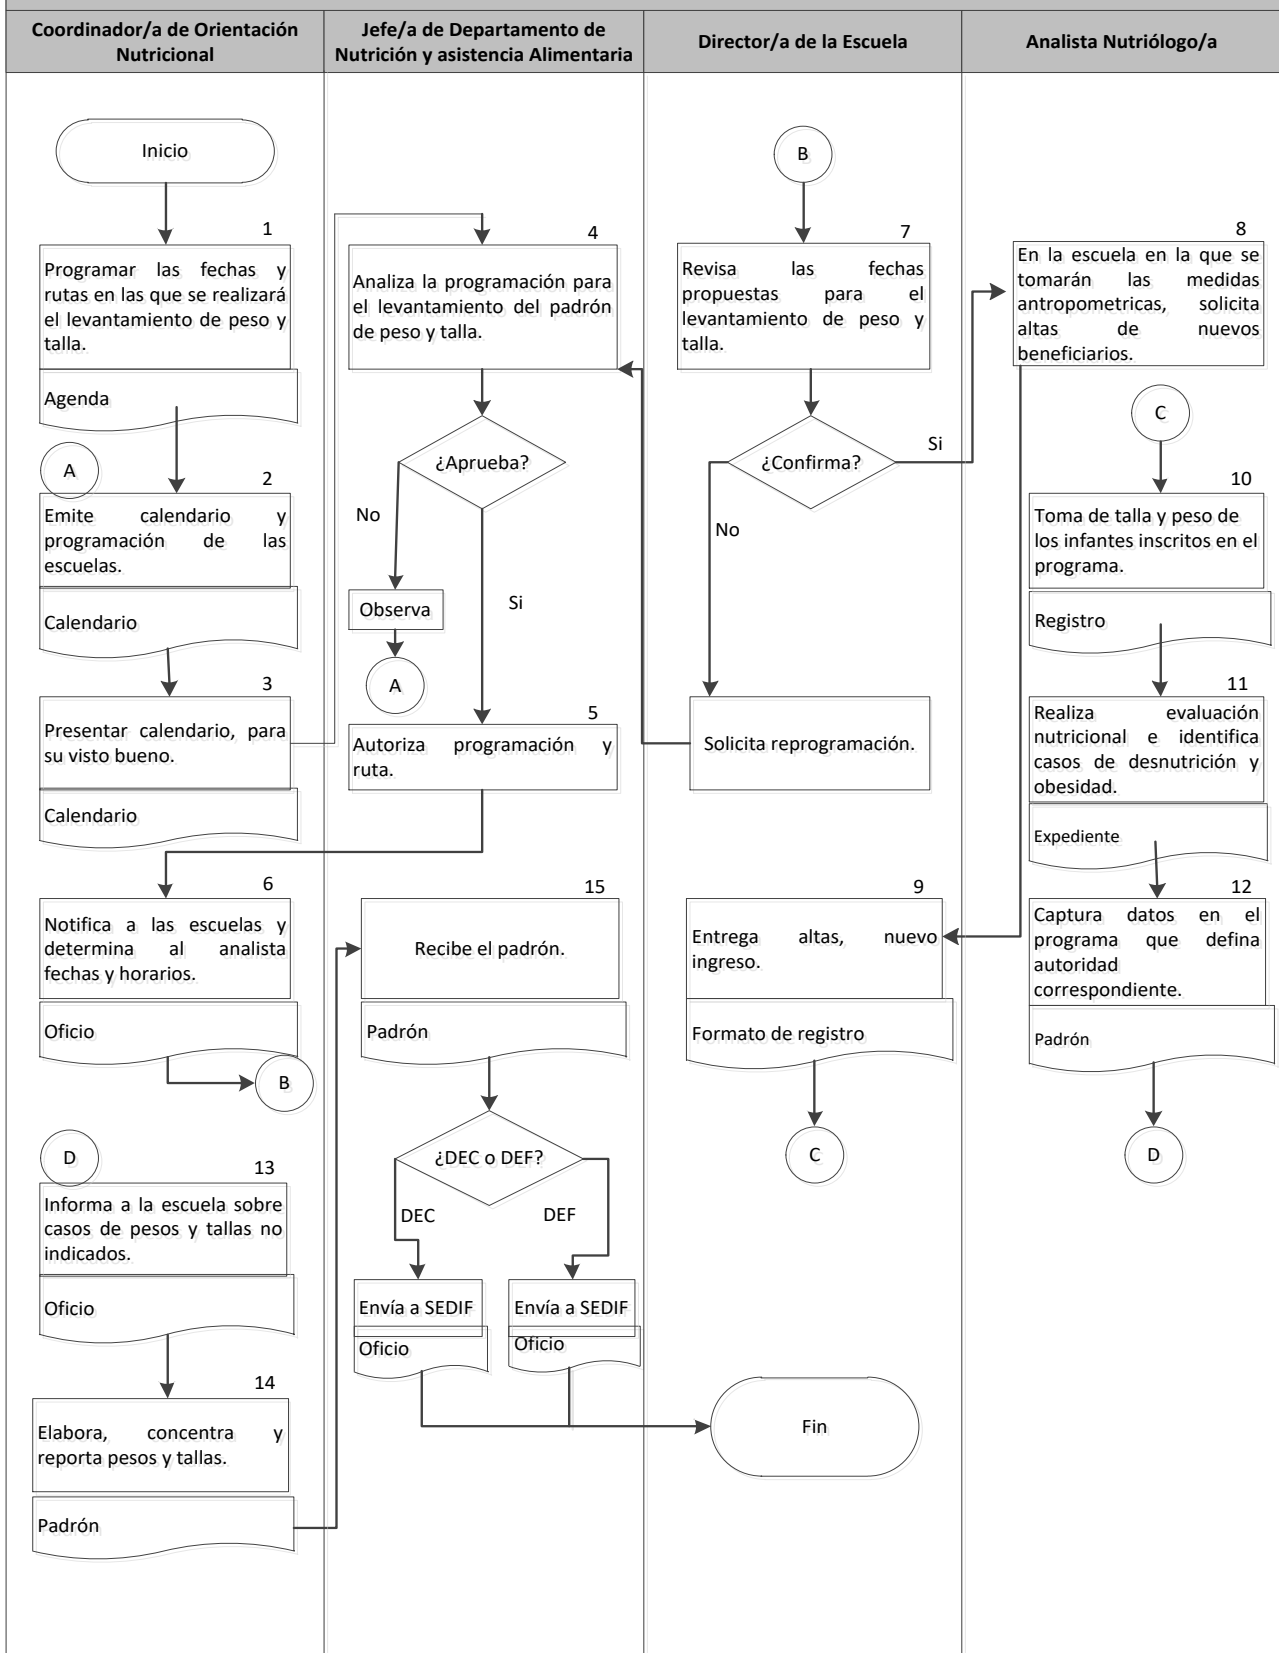 Coordinador/a de Orientación
Nutricional
Jefe/a de Departamento de
Nutrición y asistencia Alimentaria
Director/a de la Escuela
Analista Nutriólogo/a
Inicio
1
Programar las fechas y
rutas en las que se realizará
el levantamiento de peso y
talla.
Agenda
A
2
Emite calendario y
programación de las
escuelas.
Calendario
3
Presentar calendario, para
su visto bueno.
Calendario
6
Notifica a las escuelas y
determina al analista
fechas y horarios.
Oficio
B
D
13
Informa a la escuela sobre
casos de pesos y tallas no
indicados.
Oficio
14
Elabora, concentra y
reporta pesos y tallas.
Padrón
4
Analiza la programación para
el levantamiento del padrón
de peso y talla.
¿Aprueba?
No
Si
Observa
A
5
Autoriza programación y
ruta.
15
Recibe el padrón.
Padrón
¿DEC o DEF?
DEC
DEF
Envía a SEDIF
Oficio
Envía a SEDIF
Oficio
B
7
Revisa las fechas
propuestas para el
levantamiento de peso y
talla.
¿Confirma?
Si
No
Solicita reprogramación.
9
Entrega altas, nuevo
ingreso.
Formato de registro
C
Fin
8
En la escuela en la que se
tomarán las medidas
antropometricas, solicita
altas de nuevos
beneficiarios.
C
10
Toma de talla y peso de
los infantes inscritos en el
programa.
Registro
11
Realiza evaluación
nutricional e identifica
casos de desnutrición y
obesidad.
Expediente
12
Captura datos en el
programa que defina
autoridad
correspondiente.
Padrón
D